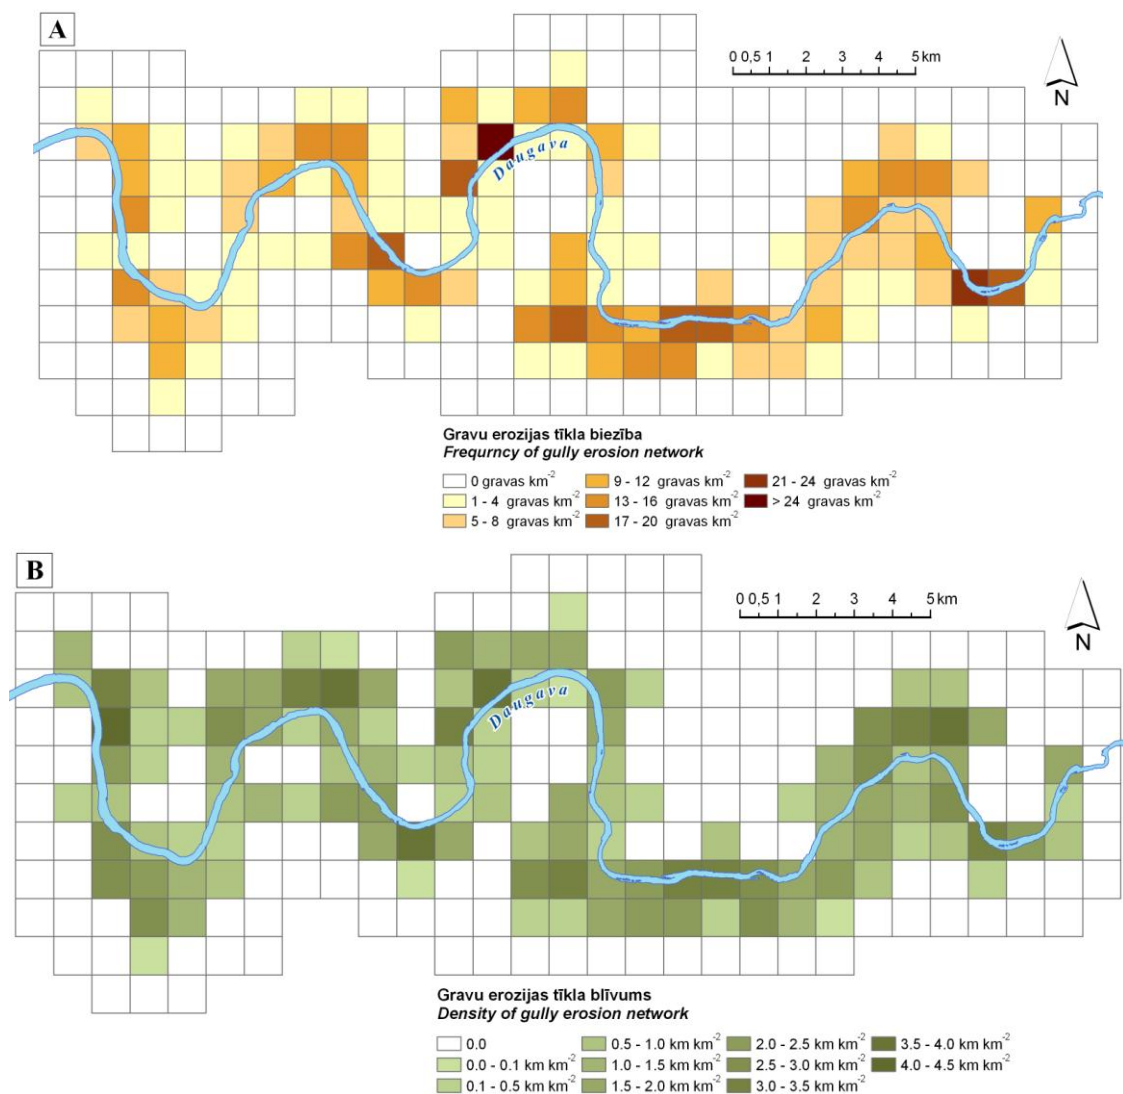 A
0 0,5 1 2 3 4 5 km
N
Daugava
Gravu erozijas tīkla biezība
Frequrncy of gully erosion network
0 gravas km-2
9 - 12 gravas km-2
21 - 24 gravas km-2
1 - 4 gravas km-2
13 - 16 gravas km-2
> 24 gravas km-2
5 - 8 gravas km-2
17 - 20 gravas km-2
B
0 0,5 1 2 3 4 5 km
N
Daugava
Gravu erozijas tīkla blīvums
Density of gully erosion network
0.0
0.5 - 1.0 km km-2
2.0 - 2.5 km km-2
3.5 - 4.0 km km-2
0.0 - 0.1 km km-2
1.0 - 1.5 km km-2
2.5 - 3.0 km km-2
4.0 - 4.5 km km-2
0.1 - 0.5 km km-2
1.5 - 2.0 km km-2
3.0 - 3.5 km km-2